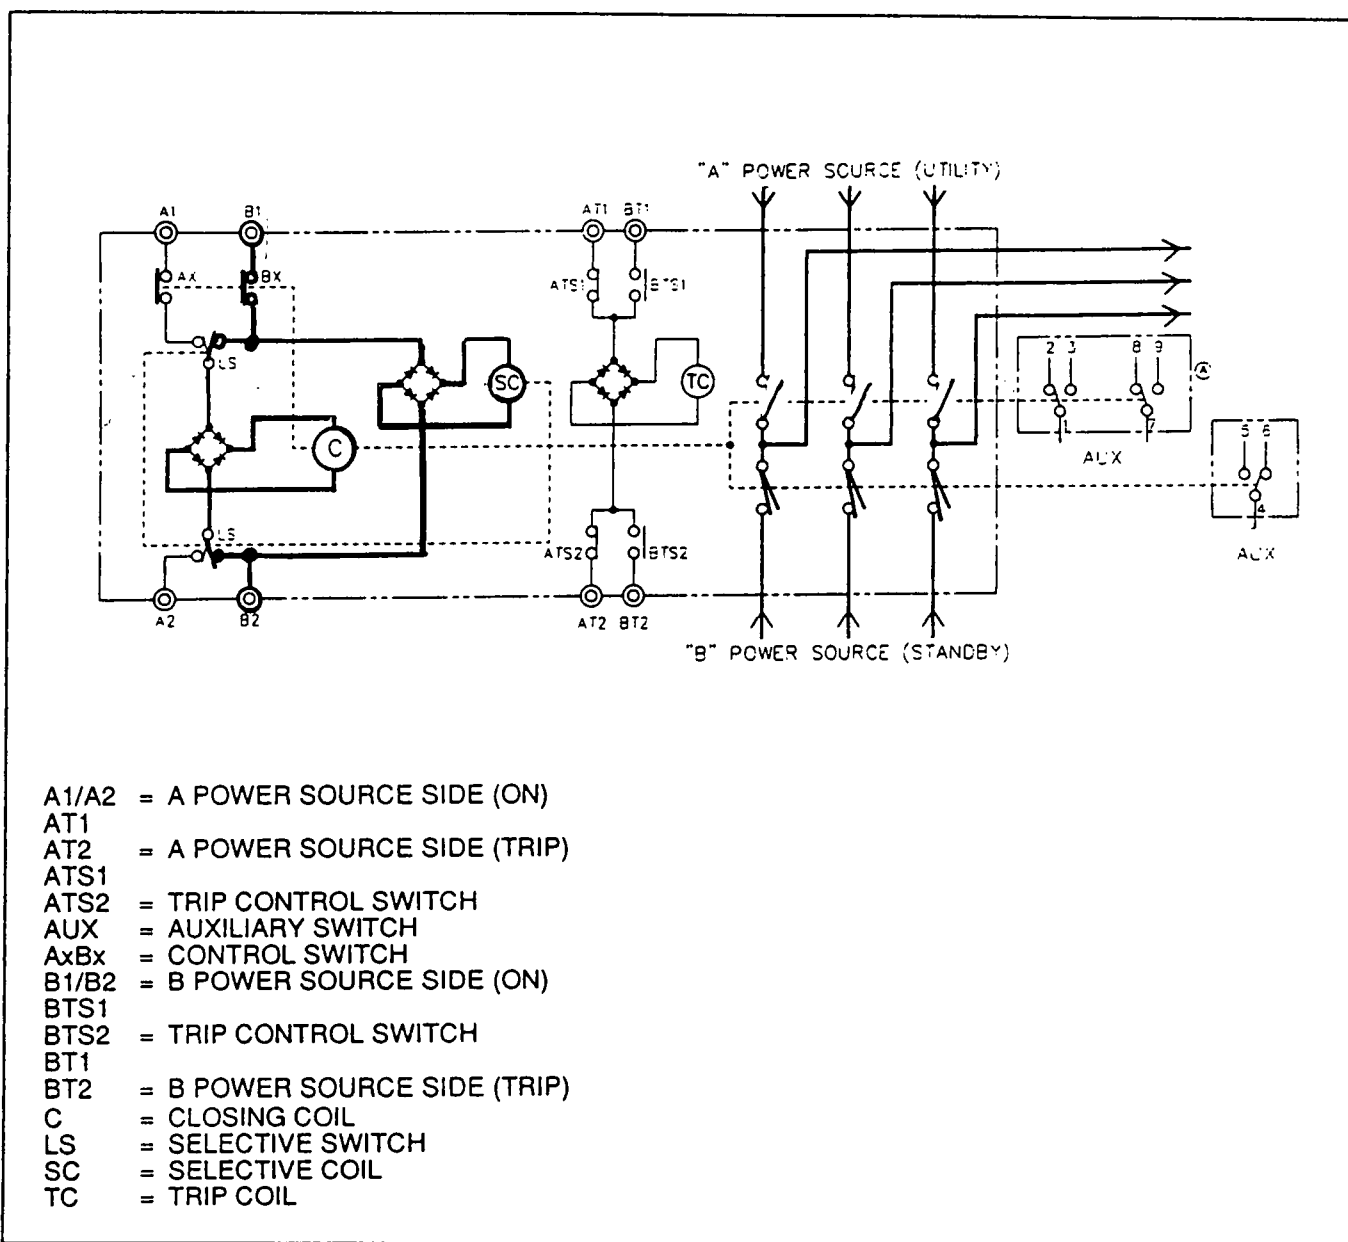 "A" POWER SOURCE (UTILITY)
A1 B1 AT1 BT1
AX BX ATS1 BTS1
LS SC TC
2 3 8 9 A
C
1 7
AUX
5 6
LS
4
ATS2 BTS2
AUX
A2 B2 AT2 BT2
"B" POWER SOURCE (STANDBY)
A1/A2 = A POWER SOURCE SIDE (ON)
AT1
AT2 = A POWER SOURCE SIDE (TRIP)
ATS1
ATS2 = TRIP CONTROL SWITCH
AUX = AUXILIARY SWITCH
AxBx = CONTROL SWITCH
B1/B2 = B POWER SOURCE SIDE (ON)
BTS1
BTS2 = TRIP CONTROL SWITCH
BT1
BT2 = B POWER SOURCE SIDE (TRIP)
C = CLOSING COIL
LS = SELECTIVE SWITCH
SC = SELECTIVE COIL
TC = TRIP COIL